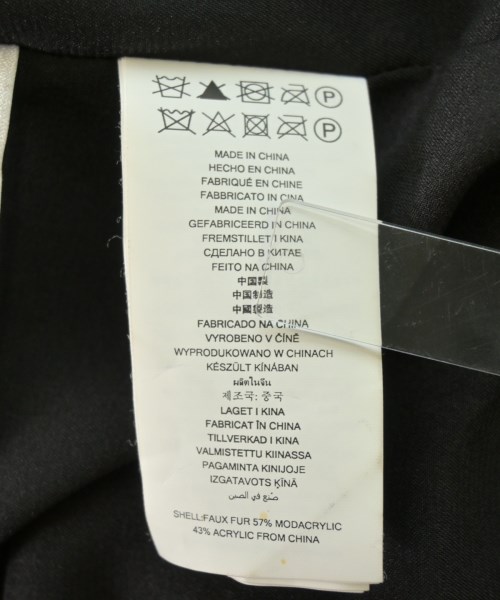 P
P
MADE IN CHINA
HECHO EN CHINA
FABRIQUÉ EN CHINE
FABBRICATO IN CINA
MADE IN CHINA
GEFABRICEERD IN CHINA
FREMSTILLET I KINA
СДЕЛАНО В КИТАЕ
FEITO NA CHINA
中国製
中国制造
中國製造
FABRICADO NA CHINA
VYROBENO V ČÍNĚ
WYPRODUKOWANO W CHINACH
KÉSZÜLT KÍNÁBAN
ผลิตในจีน
제조국: 중국
LAGET I KINA
FABRICAT ÎN CHINA
TILLVERKAD I KINA
VALMISTETTU KIINASSA
PAGAMINTA KINIJOJE
IZGATAVOTS ĶĪNĀ
صنع في الصين
SHELL:FAUX FUR 57% MODACRYLIC
43% ACRYLIC FROM CHINA